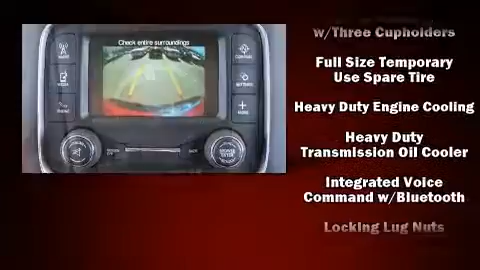 Check entire surroundings
w/Three Cupholders
Full Size Temporary
Use Spare Tire
Heavy Duty Engine Cooling
Heavy Duty
Transmission Oil Cooler
Integrated Voice
Command w/Bluetooth
Locking Lug Nuts